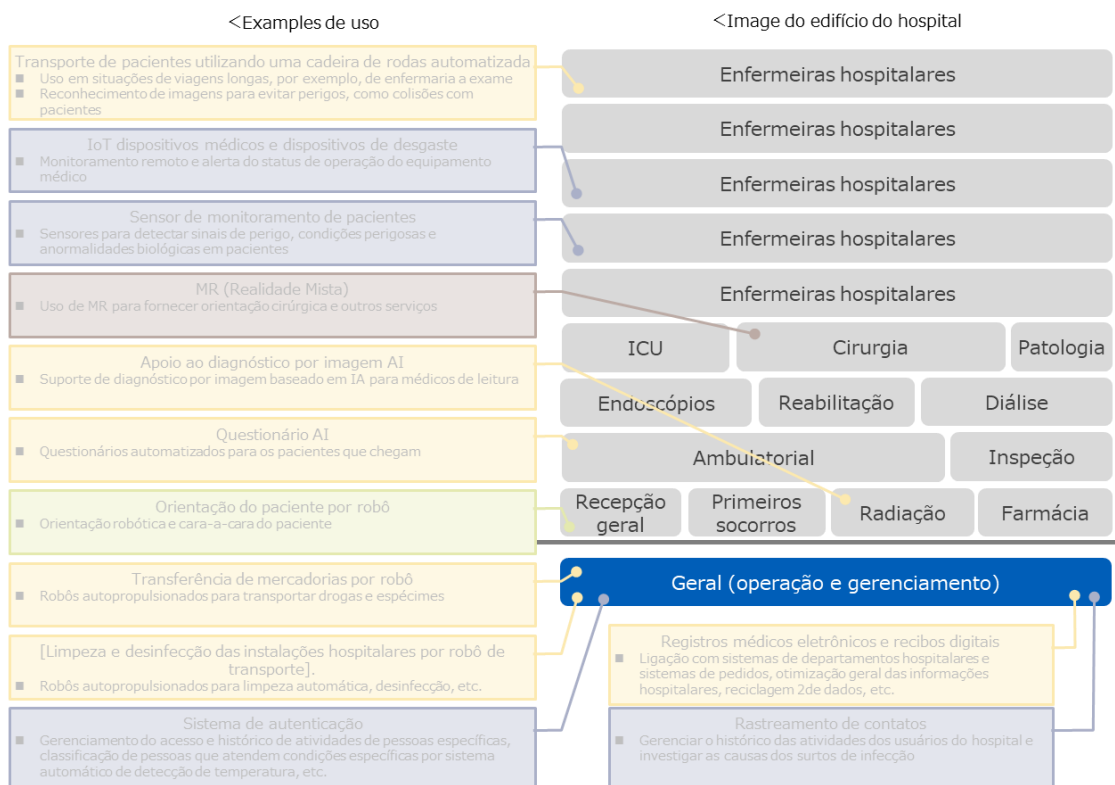 <Examples de uso
<Image do edifício do hospital
Transporte de pacientes utilizando uma cadeira de rodas automatizada
■ Uso em situações de viagens longas, por exemplo, de enfermaria a exame
■ Reconhecimento de imagens para evitar perigos, como colisões com
pacientes
IoT dispositivos médicos e dispositivos de desgaste
■ Monitoramento remoto e alerta do status de operação do equipamento
médico
Sensor de monitoramento de pacientes
■ Sensores para detectar sinais de perigo, condições perigosas e
anormalidades biológicas em pacientes
MR (Realidade Mista)
■ Uso de MR para fornecer orientação cirúrgica e outros serviços
Apoio ao diagnóstico por imagem AI
■ Suporte de diagnóstico por imagem baseado em IA para médicos de leitura
Questionário AI
■ Questionários automatizados para os pacientes que chegam
Orientação do paciente por robô
■ Orientação robótica e cara-a-cara do paciente
Transferência de mercadorias por robô
■ Robôs autopropulsionados para transportar drogas e espécimes
[Limpeza e desinfecção das instalações hospitalares por robô de
transporte].
■ Robôs autopropulsionados para limpeza automática, desinfecção, etc.
Sistema de autenticação
■ Gerenciamento do acesso e histórico de atividades de pessoas específicas,
classificação de pessoas que atendem condições específicas por sistema
automático de detecção de temperatura, etc.
Enfermeiras hospitalares
Enfermeiras hospitalares
Enfermeiras hospitalares
Enfermeiras hospitalares
Enfermeiras hospitalares
ICU
Cirurgia
Patologia
Endoscópios
Reabilitação
Diálise
Ambulatorial
Inspeção
Recepção
geral
Primeiros
socorros
Radiação
Farmácia
Geral (operação e gerenciamento)
Registros médicos eletrônicos e recibos digitais
■ Ligação com sistemas de departamentos hospitalares e
sistemas de pedidos, otimização geral das informações
hospitalares, reciclagem 2de dados, etc.
Rastreamento de contatos
■ Gerenciar o histórico das atividades dos usuários do hospital e
investigar as causas dos surtos de infecção